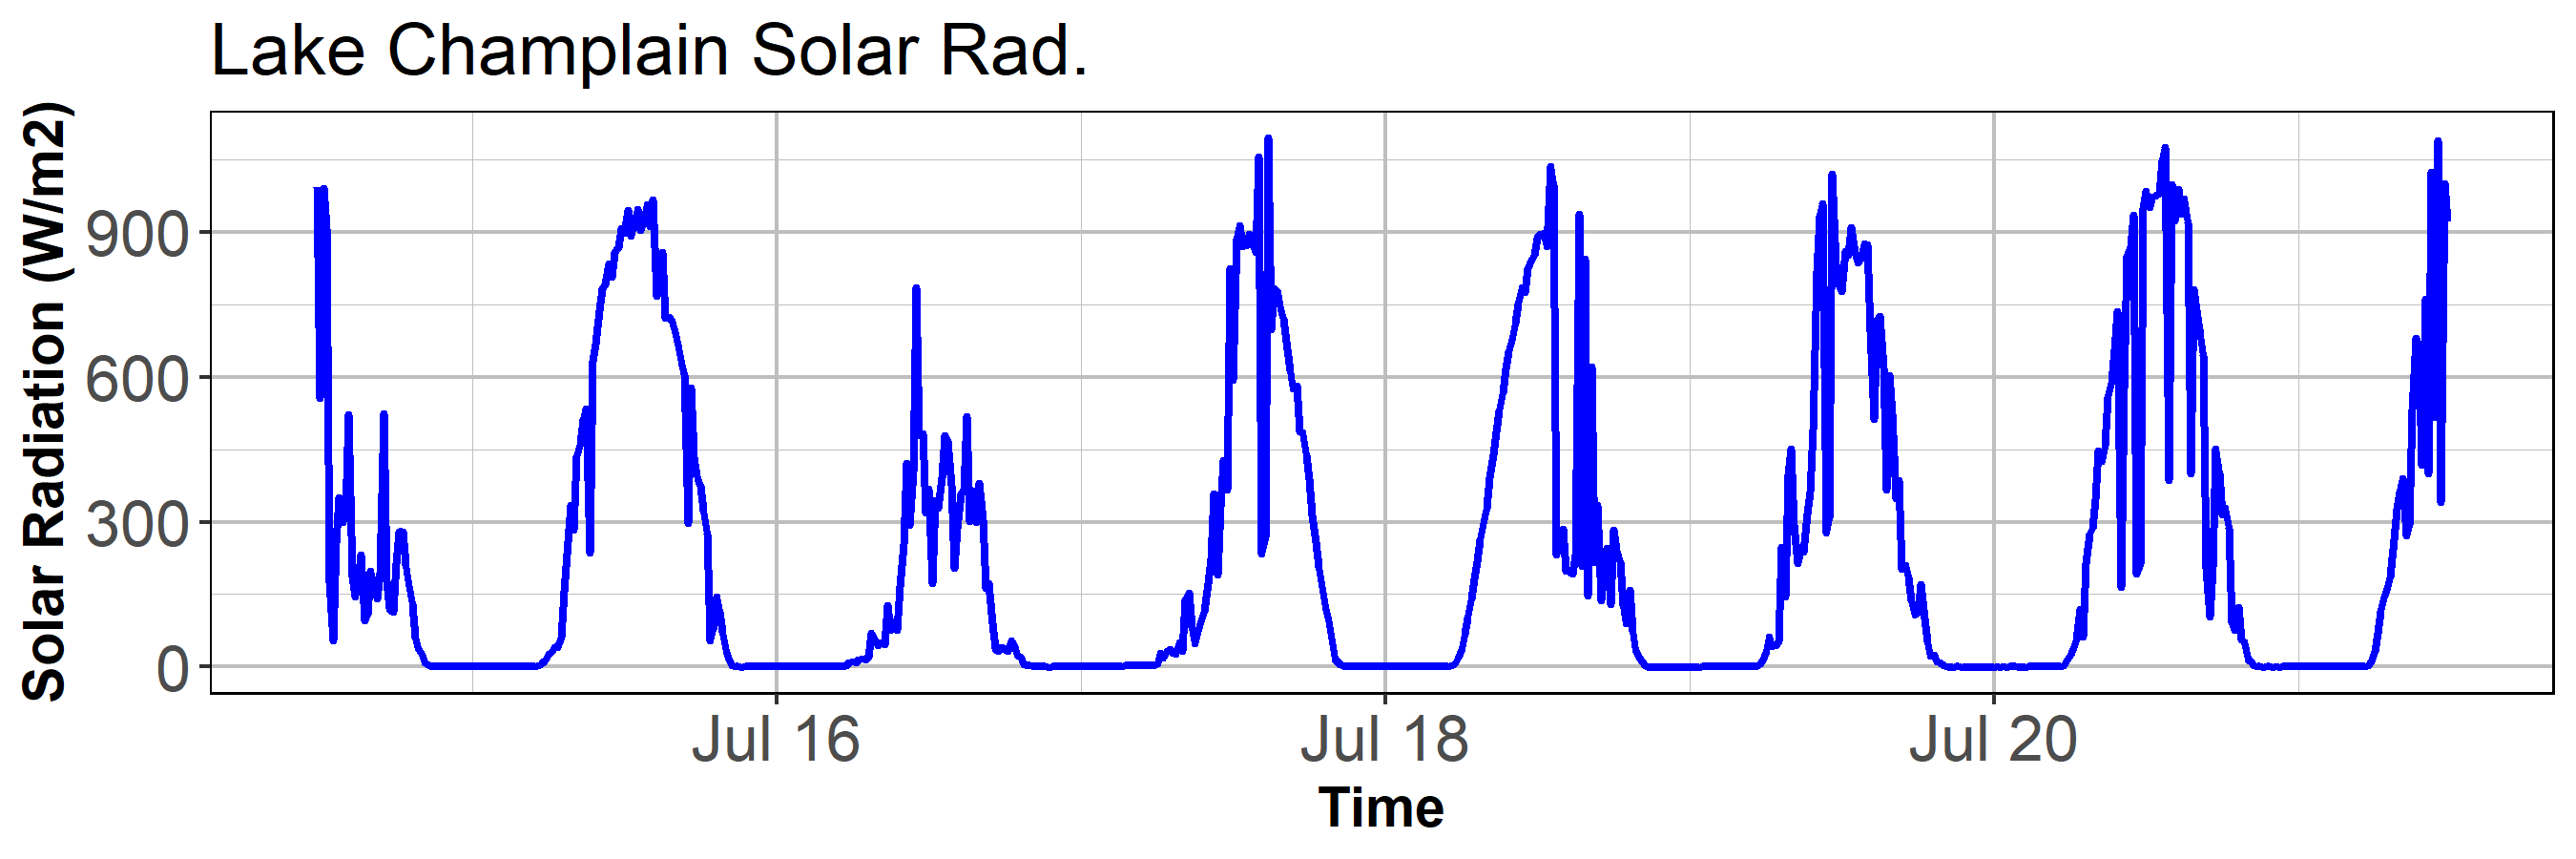 Lake Champlain Solar Rad.
Solar Radiation (W/m2)
900
600
300
0
Jul 16 Jul 18 Jul 20
Time